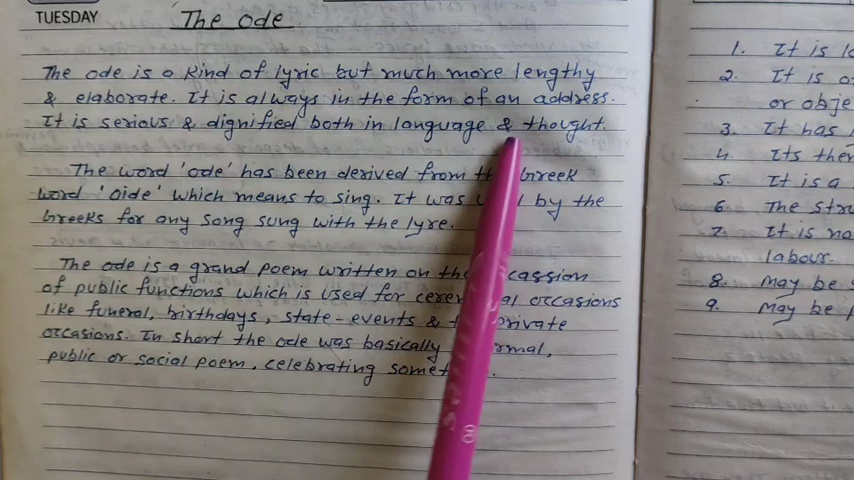 TUESDAY
The ode
The ode is a kind of lyric but much more lengthy
& elaborate. It is always in the form of an address.
It is serious & dignified both in language & thought.
The word 'ode' has been derived from Greek
word 'oide' which means to sing. It was by the
Greeks for any song sung with the lyre.
The ode is a grand poem written on the
of public functions which is used for occasions
like funeral, birthdays, state-events & private
occasions. In short the ode was basically
public or social poem, celebrating
1. It is
2. It is
or
3. It has
4. Its
5. It is a
6. The
7. It is
labour.
8. may be
9. may be